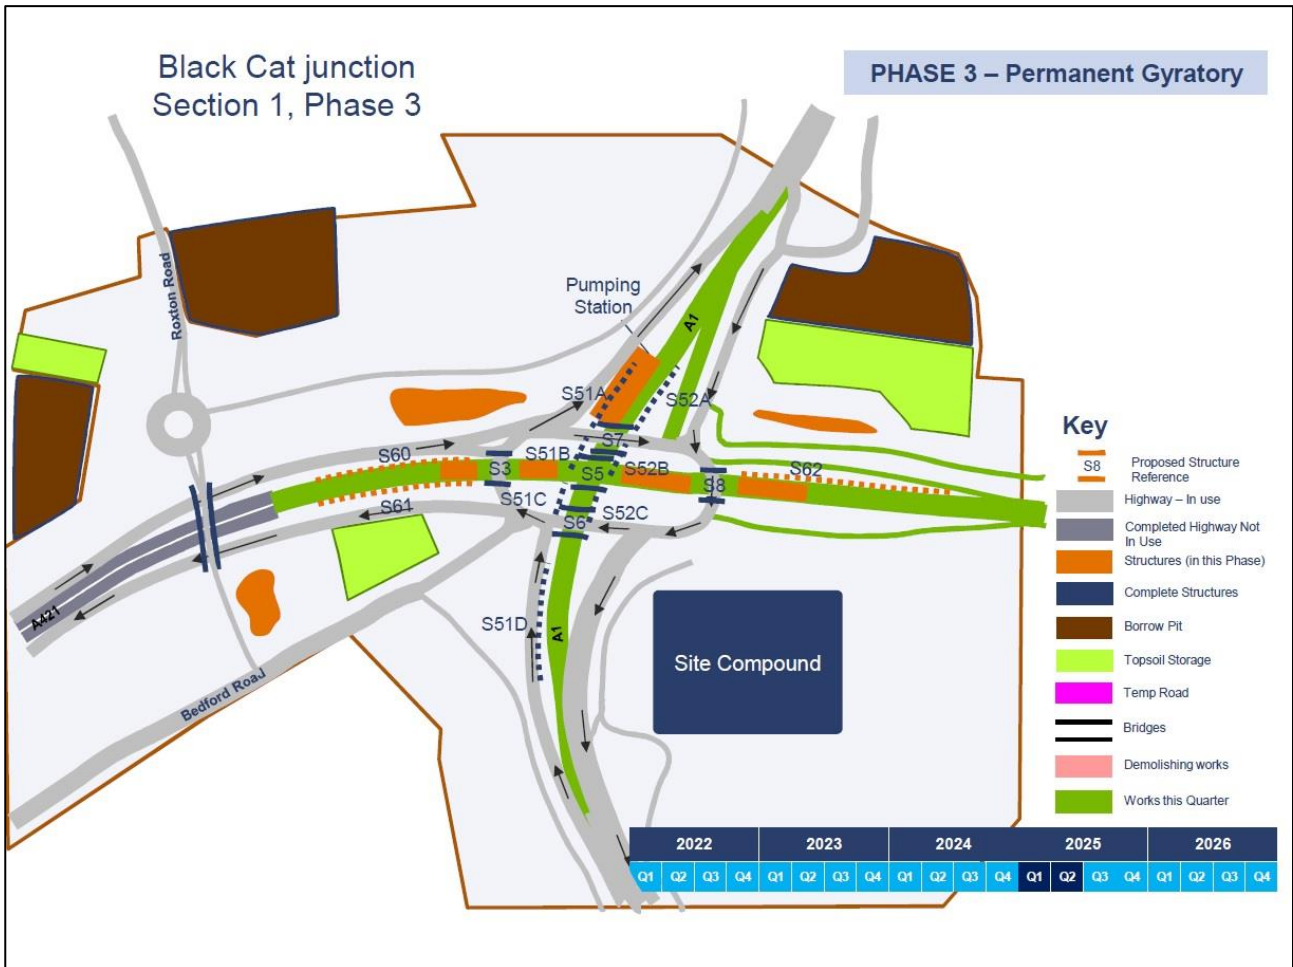 Black Cat junction
Section 1, Phase 3
PHASE 3 – Permanent Gyratory
Roxton Road
Pumping
Station
A1
S51A
S52A
S7
S60
S3
S51B
S5
S52B
S8
S62
S61
S51C
S6
S52C
A421
S51D
A1
Bedford Road
Site Compound
Key
S8
Proposed Structure
Reference
Highway – In use
Completed Highway Not
In Use
Structures (in this Phase)
Complete Structures
Borrow Pit
Topsoil Storage
Temp Road
Bridges
Demolishing works
Works this Quarter
2022 2023 2024 2025 2026
Q1 Q2 Q3 Q4 Q1 Q2 Q3 Q4 Q1 Q2 Q3 Q4 Q1 Q2 Q3 Q4 Q1 Q2 Q3 Q4